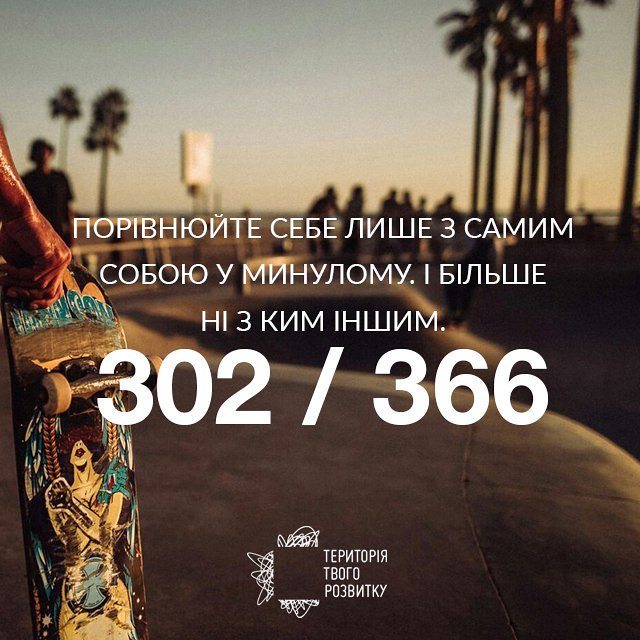 ПОРІВНЮЙТЕ СЕБЕ ЛИШЕ З САМИМ
СОБОЮ У МИНУЛОМУ. І БІЛЬШЕ
НІ З КИМ ІНШИМ.
302 / 366
ТЕРИТОРІЯ
ТВОГО
РОЗВИТКУ